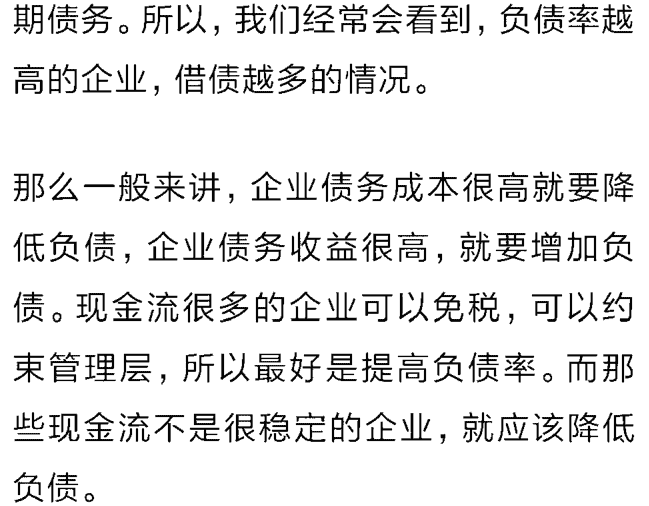 期债务。所以，我们经常会看到，负债率越
高的企业，借债越多的情况。
那么一般来讲，企业债务成本很高就要降
低负债，企业债务收益很高，就要增加负
债。现金流很多的企业可以免税，可以约
束管理层，所以最好是提高负债率。而那
些现金流不是很稳定的企业，就应该降低
负债。